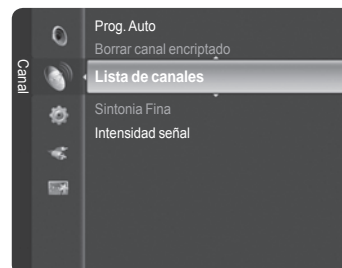 Canal
Prog. Auto
Borrar canal encriptado
Lista de canales
Sintonia Fina
Intensidad señal